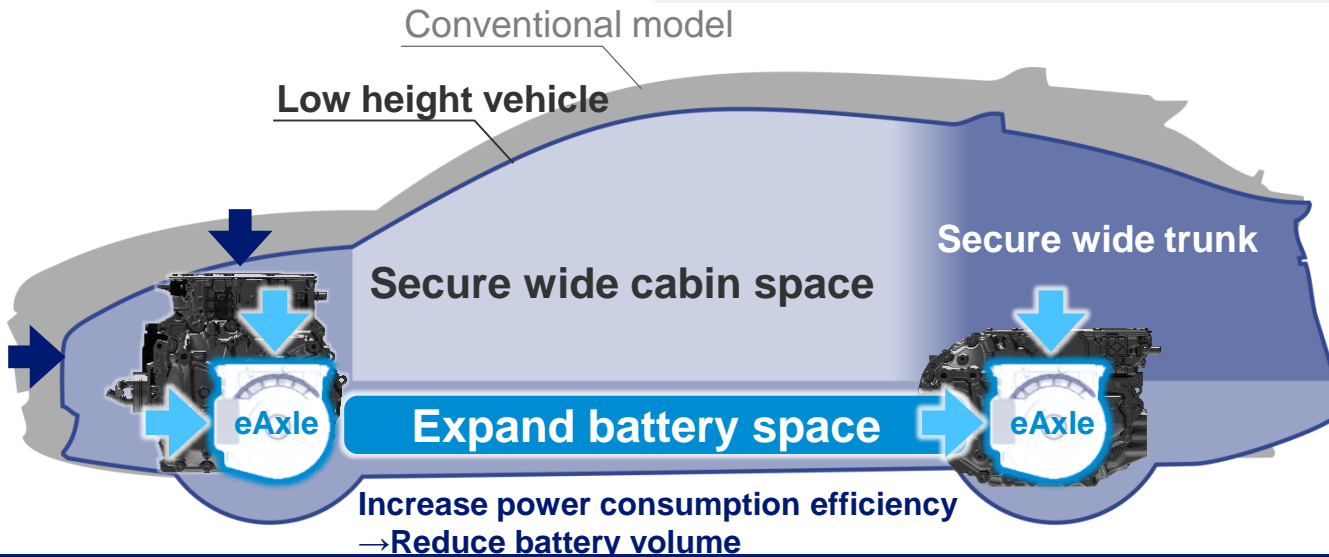 Conventional model
Low height vehicle
Secure wide trunk
Secure wide cabin space
eAxle
Expand battery space
eAxle
Increase power consumption efficiency
→Reduce battery volume